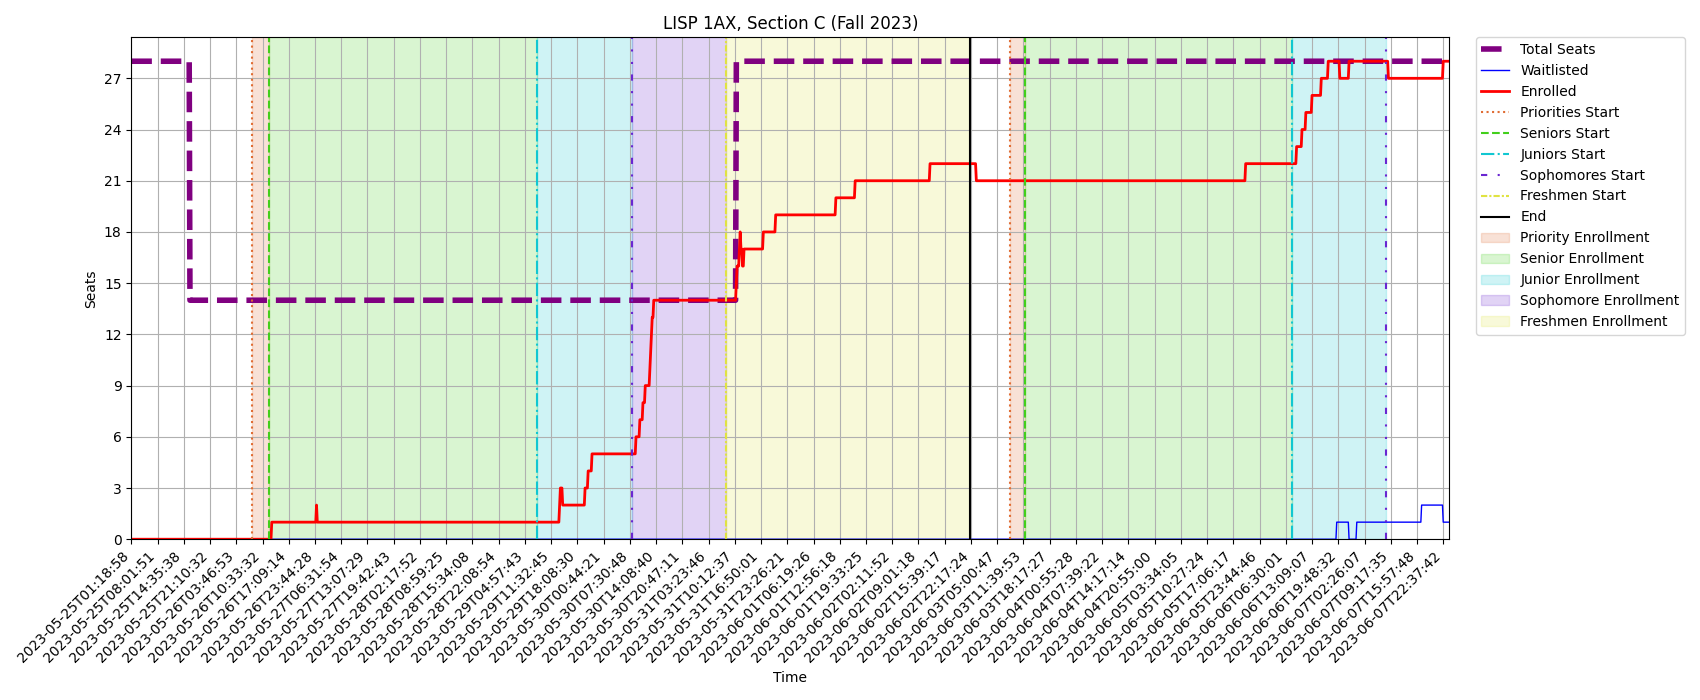 LISP 1AX, Section C (Fall 2023)
Total Seats
Waitlisted
Enrolled
Priorities Start
Seniors Start
Juniors Start
Sophomores Start
Freshmen Start
End
Priority Enrollment
Senior Enrollment
Junior Enrollment
Sophomore Enrollment
Freshmen Enrollment
Seats
27
24
21
18
15
12
9
6
3
0
2023-05-25T01:18:58
2023-05-25T08:01:51
2023-05-25T14:35:38
2023-05-25T21:10:32
2023-05-26T03:46:53
2023-05-26T10:33:32
2023-05-26T17:09:14
2023-05-26T23:44:28
2023-05-27T06:31:54
2023-05-27T13:07:29
2023-05-27T19:42:43
2023-05-28T02:17:52
2023-05-28T08:59:25
2023-05-28T15:34:08
2023-05-28T22:08:54
2023-05-29T04:57:43
2023-05-29T11:32:45
2023-05-29T18:08:30
2023-05-30T00:44:21
2023-05-30T07:30:48
2023-05-30T14:08:40
2023-05-30T20:47:11
2023-05-31T03:23:46
2023-05-31T10:12:37
2023-05-31T16:50:01
2023-05-31T23:26:21
2023-06-01T06:19:26
2023-06-01T12:56:18
2023-06-01T19:33:25
2023-06-02T02:11:52
2023-06-02T09:01:18
2023-06-02T15:39:17
2023-06-02T22:17:24
2023-06-03T05:00:47
2023-06-03T11:39:53
2023-06-03T18:17:27
2023-06-04T00:55:28
2023-06-04T07:39:22
2023-06-04T14:17:14
2023-06-04T20:55:00
2023-06-05T03:34:05
2023-06-05T10:27:24
2023-06-05T17:06:17
2023-06-05T23:44:46
2023-06-06T06:30:01
2023-06-06T13:09:07
2023-06-06T19:48:32
2023-06-07T02:26:07
2023-06-07T09:17:35
2023-06-07T15:57:48
2023-06-07T22:37:42
Time